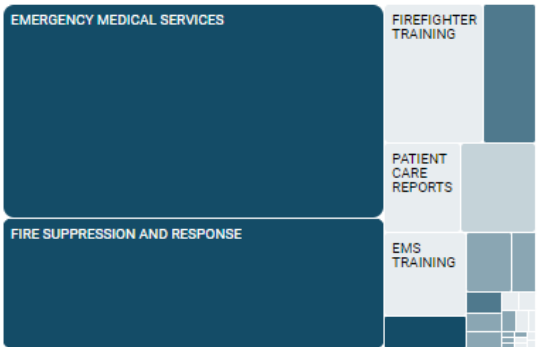 EMERGENCY MEDICAL SERVICES
FIREFIGHTER
TRAINING
PATIENT
CARE
REPORTS
FIRE SUPPRESSION AND RESPONSE
EMS
TRAINING